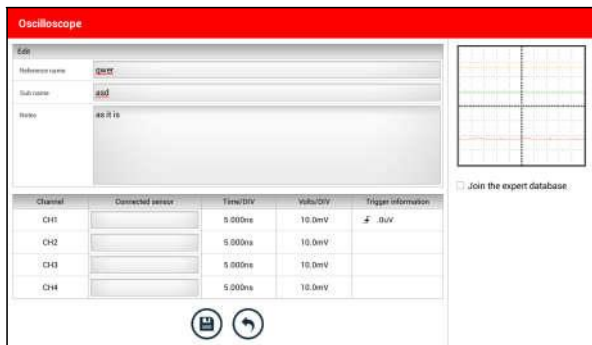 Oscilloscope
Edit
Reference name qwer
Sub name asd
Notes as it is
Join the expert database
Channel Connected sensor Time/DIV Volts/DIV Trigger information
CH1 5.000ns 10.0mV .0uV
CH2 5.000ns 10.0mV
CH3 5.000ns 10.0mV
CH4 5.000ns 10.0mV